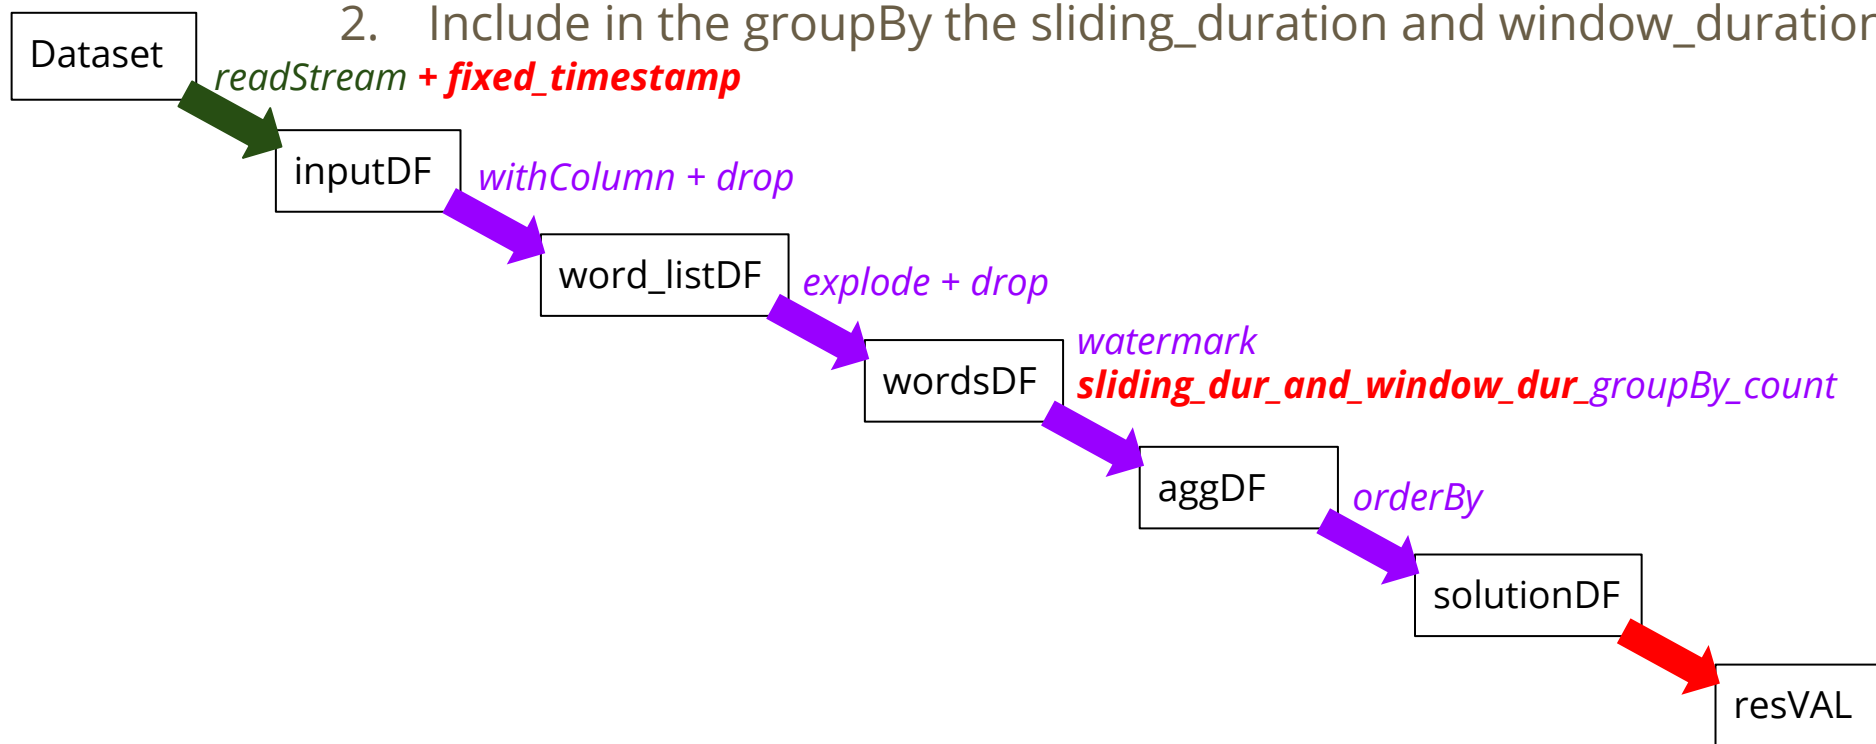 2. Include in the groupBy the sliding_duration and window_duration
Dataset
readStream + fixed_timestamp
inputDF
withColumn + drop
word_listDF
explode + drop
wordsDF
watermark
sliding_dur_and_window_dur_groupBy_count
aggDF
orderBy
solutionDF
resVAL